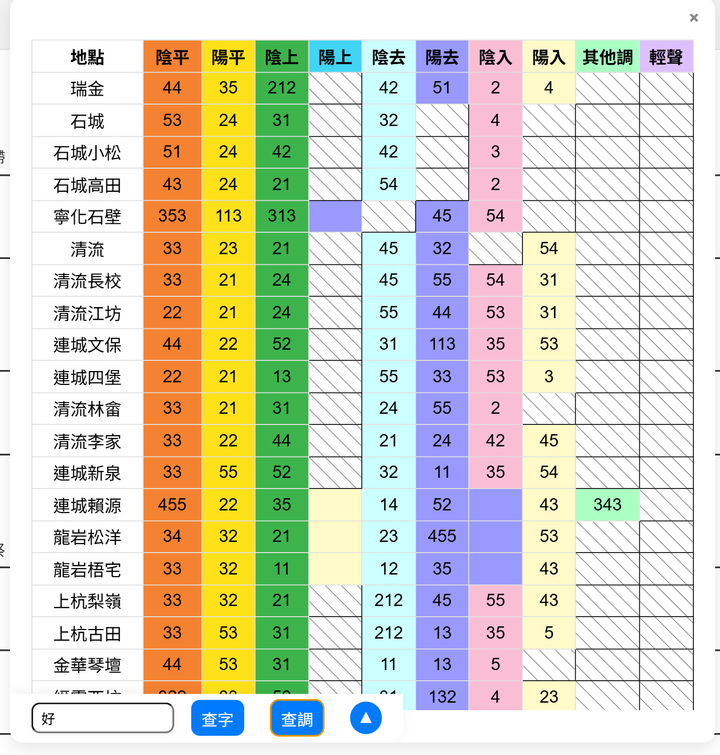 ×
地點 陰平 陽平 陰上 陽上 陰去 陽去 陰入 陽入 其他調 輕聲
瑞金 44 35 212 42 51 2 4
石城 53 24 31 32 4
石城小松 51 24 42 42 3
石城高田 43 24 21 54 2
寧化石壁 353 113 313 45 54
清流 33 23 21 45 32 54
清流長校 33 21 24 45 55 54 31
清流江坊 22 21 24 55 44 53 31
連城文保 44 22 52 31 113 35 53
連城四堡 22 21 13 55 33 53 3
清流林畬 33 21 31 24 55 2
清流李家 33 22 44 21 24 42 45
連城新泉 33 55 52 32 11 35 54
連城賴源 455 22 35 14 52 43 343
龍岩松洋 34 32 21 23 455 53
龍岩梧宅 33 32 11 12 35 43
上杭梨嶺 33 32 21 212 45 55 43
上杭古田 33 53 31 212 13 35 5
金華琴壇 44 53 31 11 13 5
132 4 23
好 查字 查調 ▲